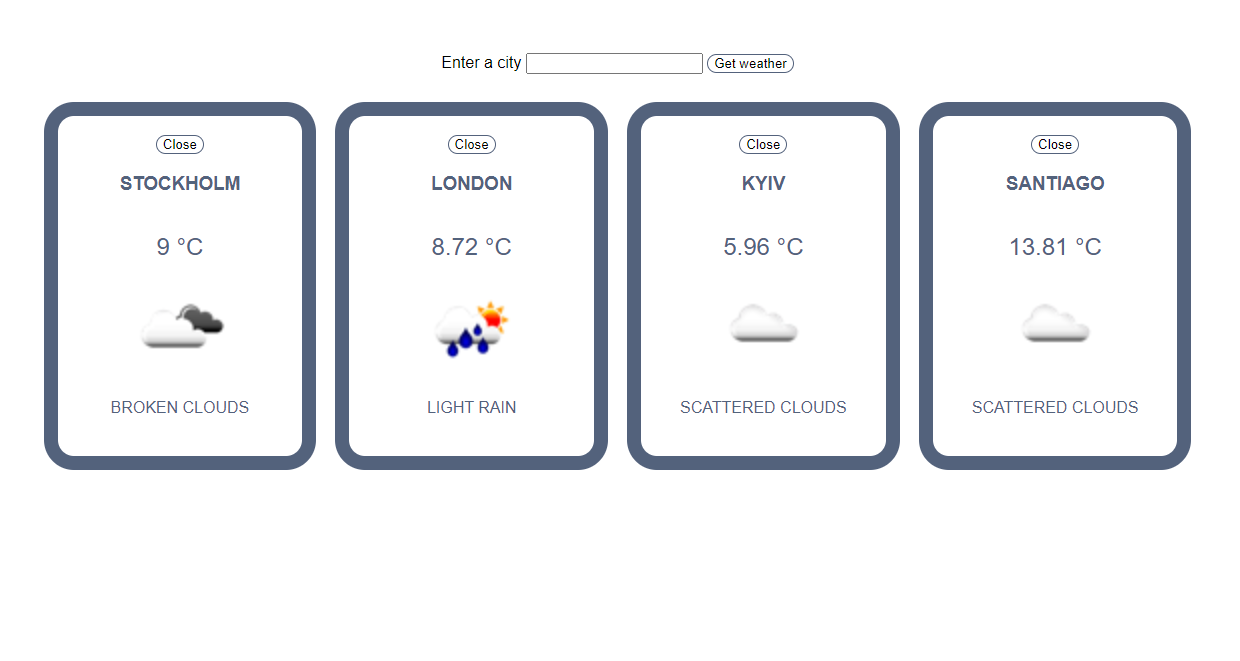 Enter a city Get weather
Close
STOCKHOLM
9 °C
BROKEN CLOUDS
Close
LONDON
8.72 °C
LIGHT RAIN
Close
KYIV
5.96 °C
SCATTERED CLOUDS
Close
SANTIAGO
13.81 °C
SCATTERED CLOUDS